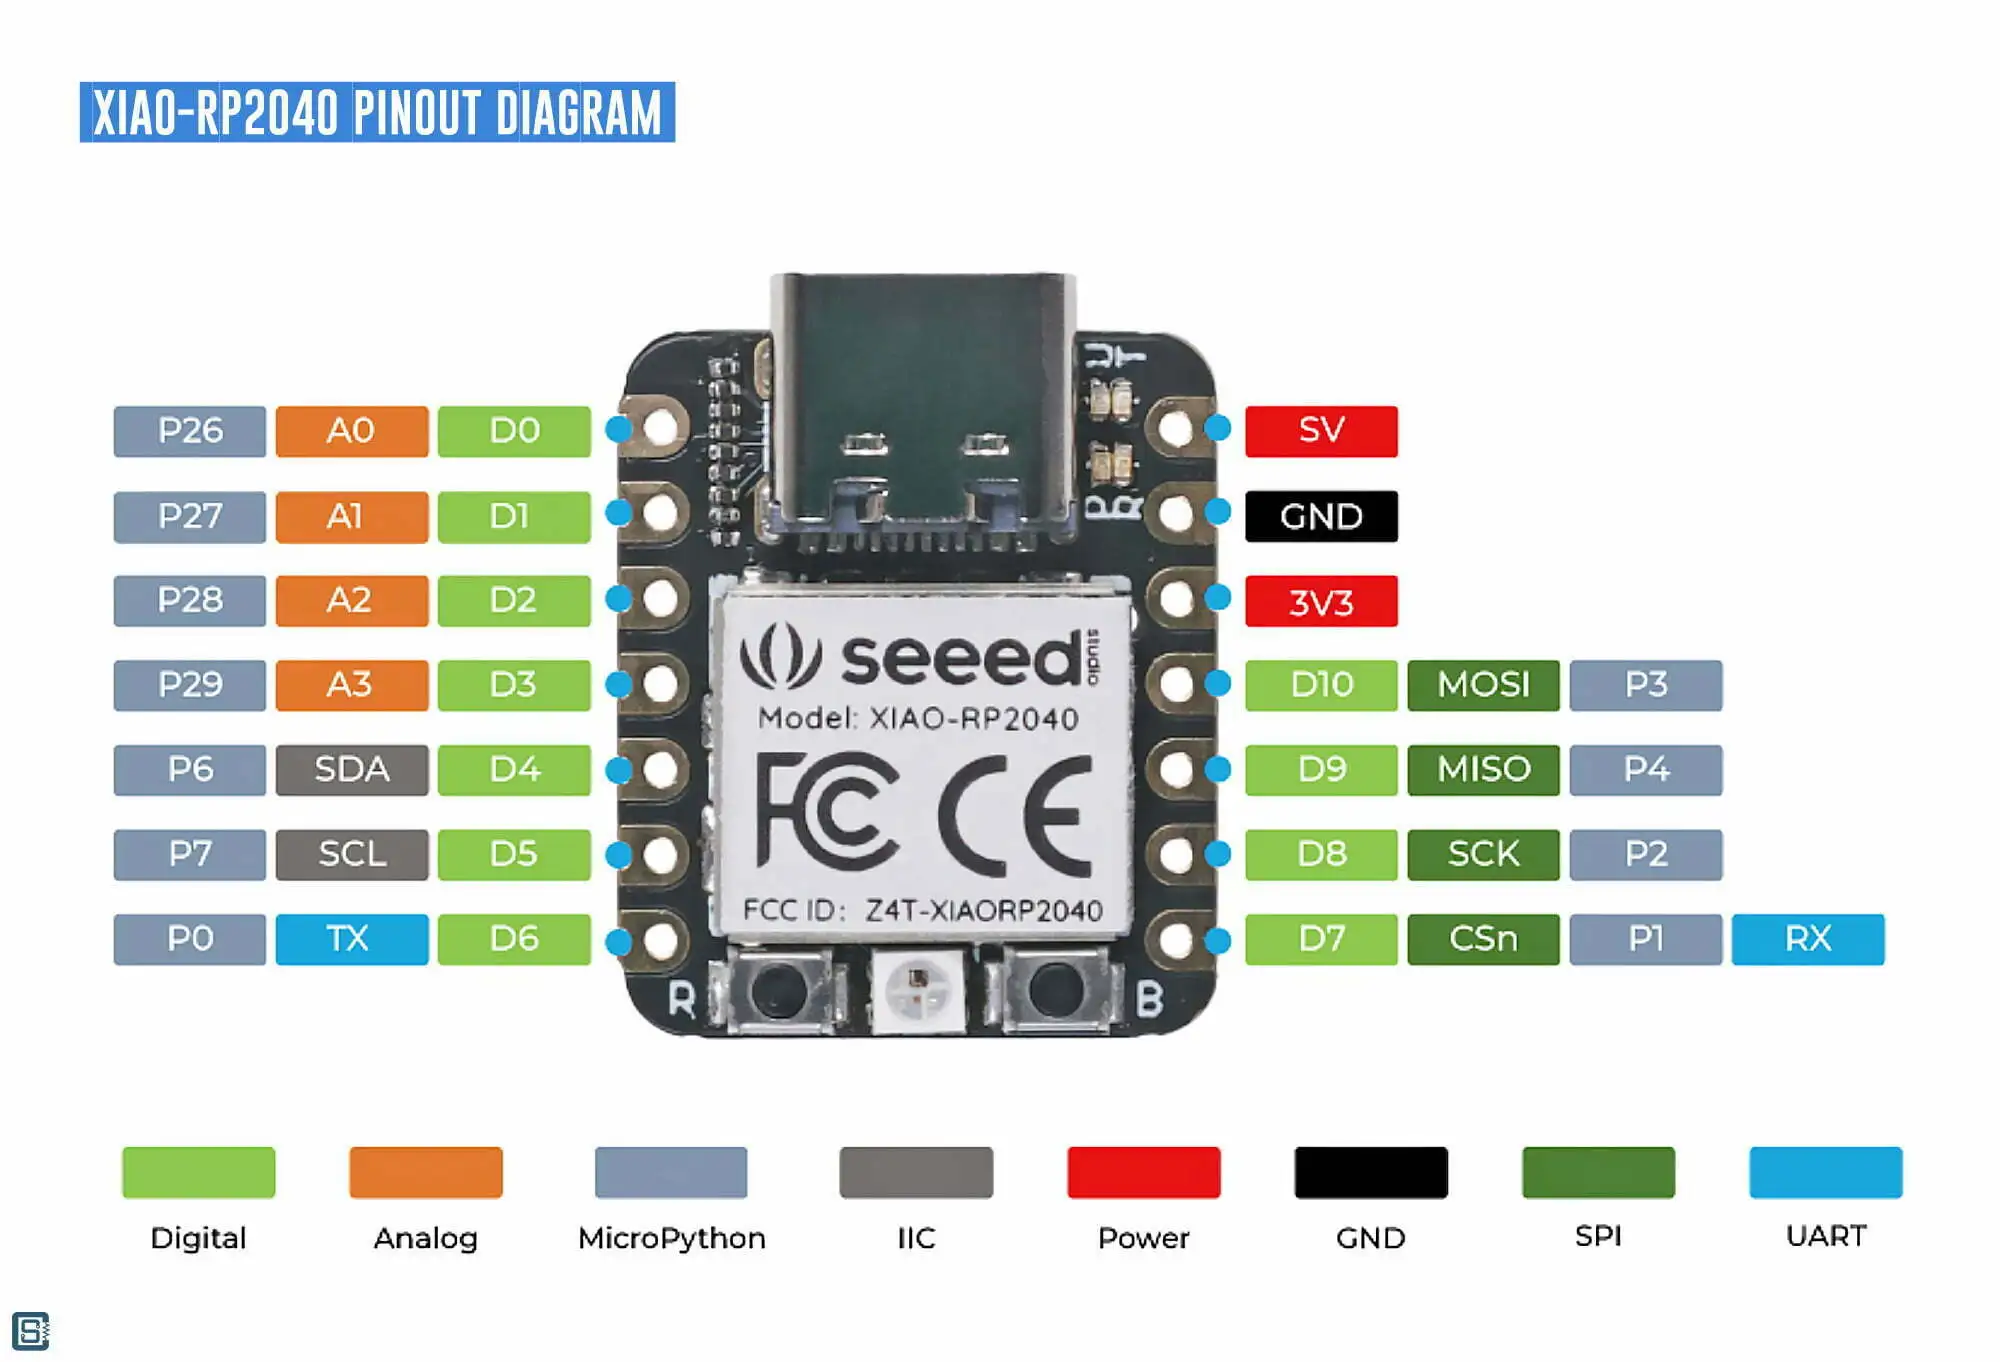 XIAO-RP2040 PINOUT DIAGRAM
U T
P26 A0 D0 SV
P27 A1 D1 GND
P28 A2 D2 3V3
seeed studio
P29 A3 D3 D10 MOSI P3
Model: XIAO-RP2040
P6 SDA D4 D9 MISO P4
FC CE
P7 SCL D5 D8 SCK P2
FCC ID: Z4T-XIAORP2040
P0 TX D6 D7 CSn P1 RX
R B
Digital Analog MicroPython IIC Power GND SPI UART